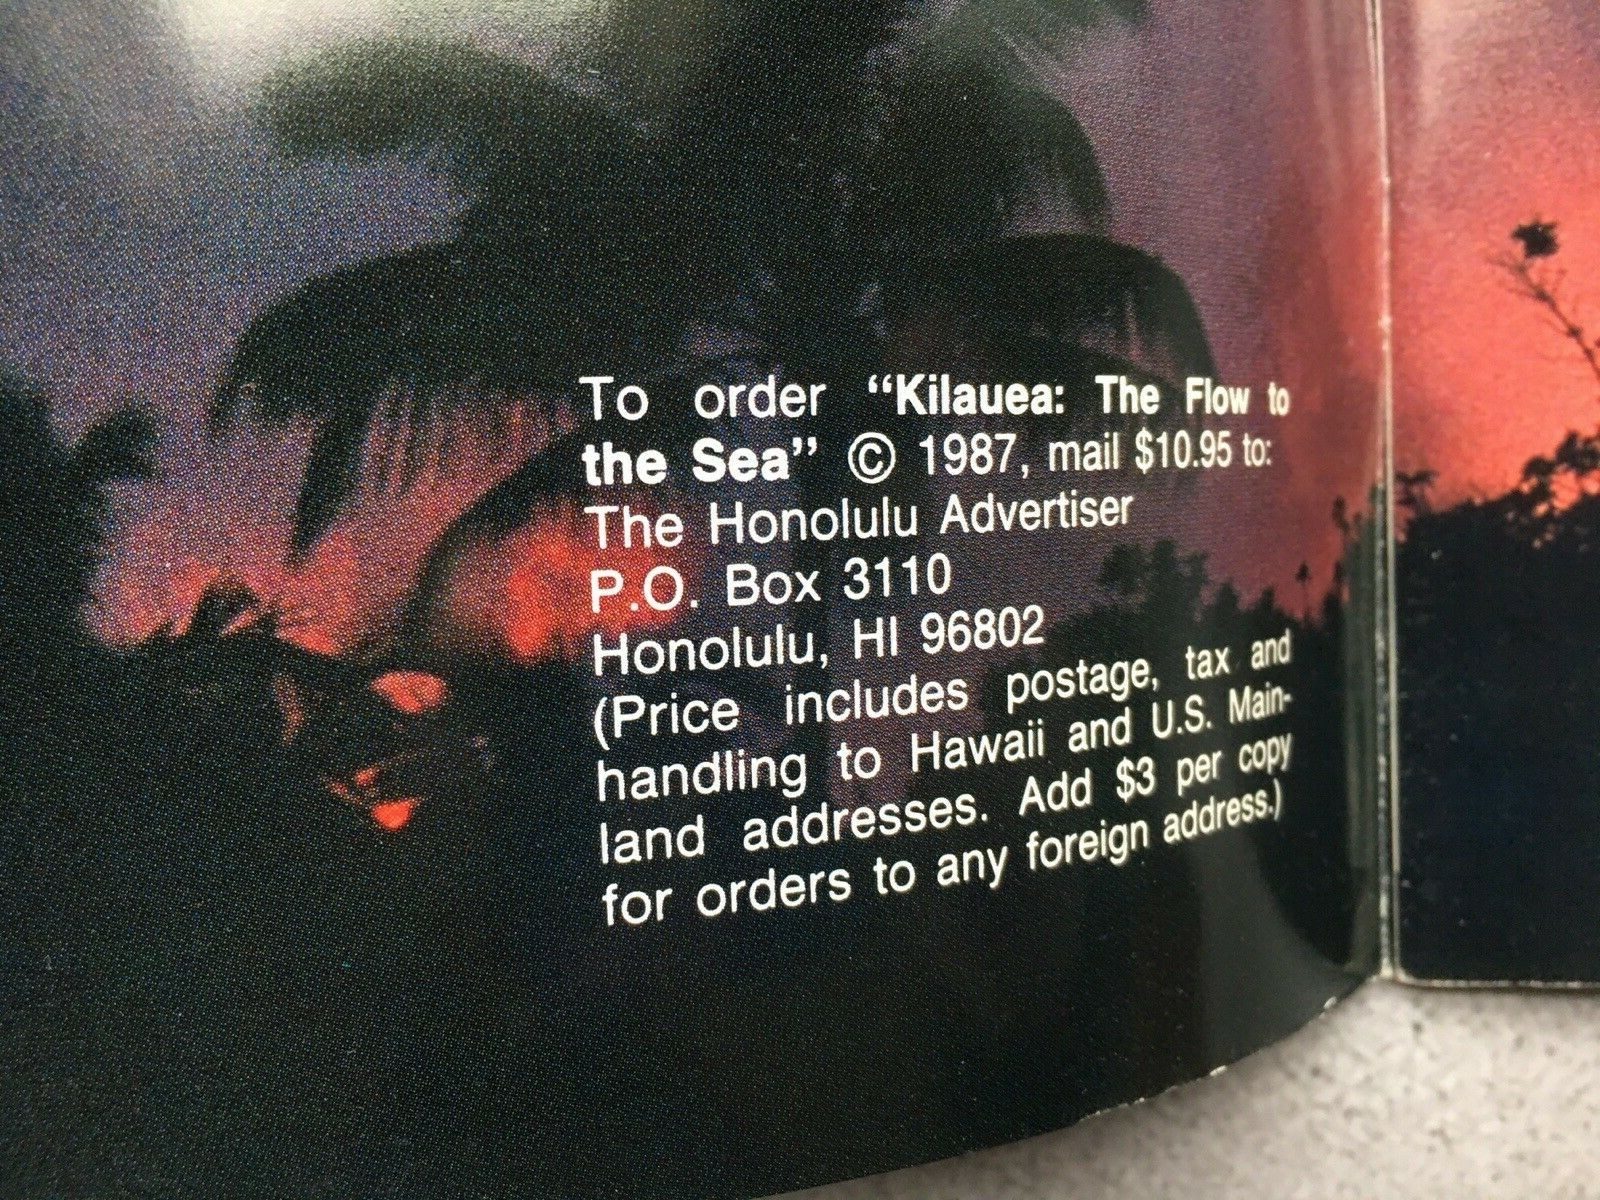 To order “Kilauea: The Flow to
the Sea” © 1987, mail $10.95 to:
The Honolulu Advertiser
P.O. Box 3110
Honolulu, HI 96802
(Price includes postage, tax and
handling to Hawaii and U.S. Main-
land addresses. Add $3 per copy
for orders to any foreign address.)